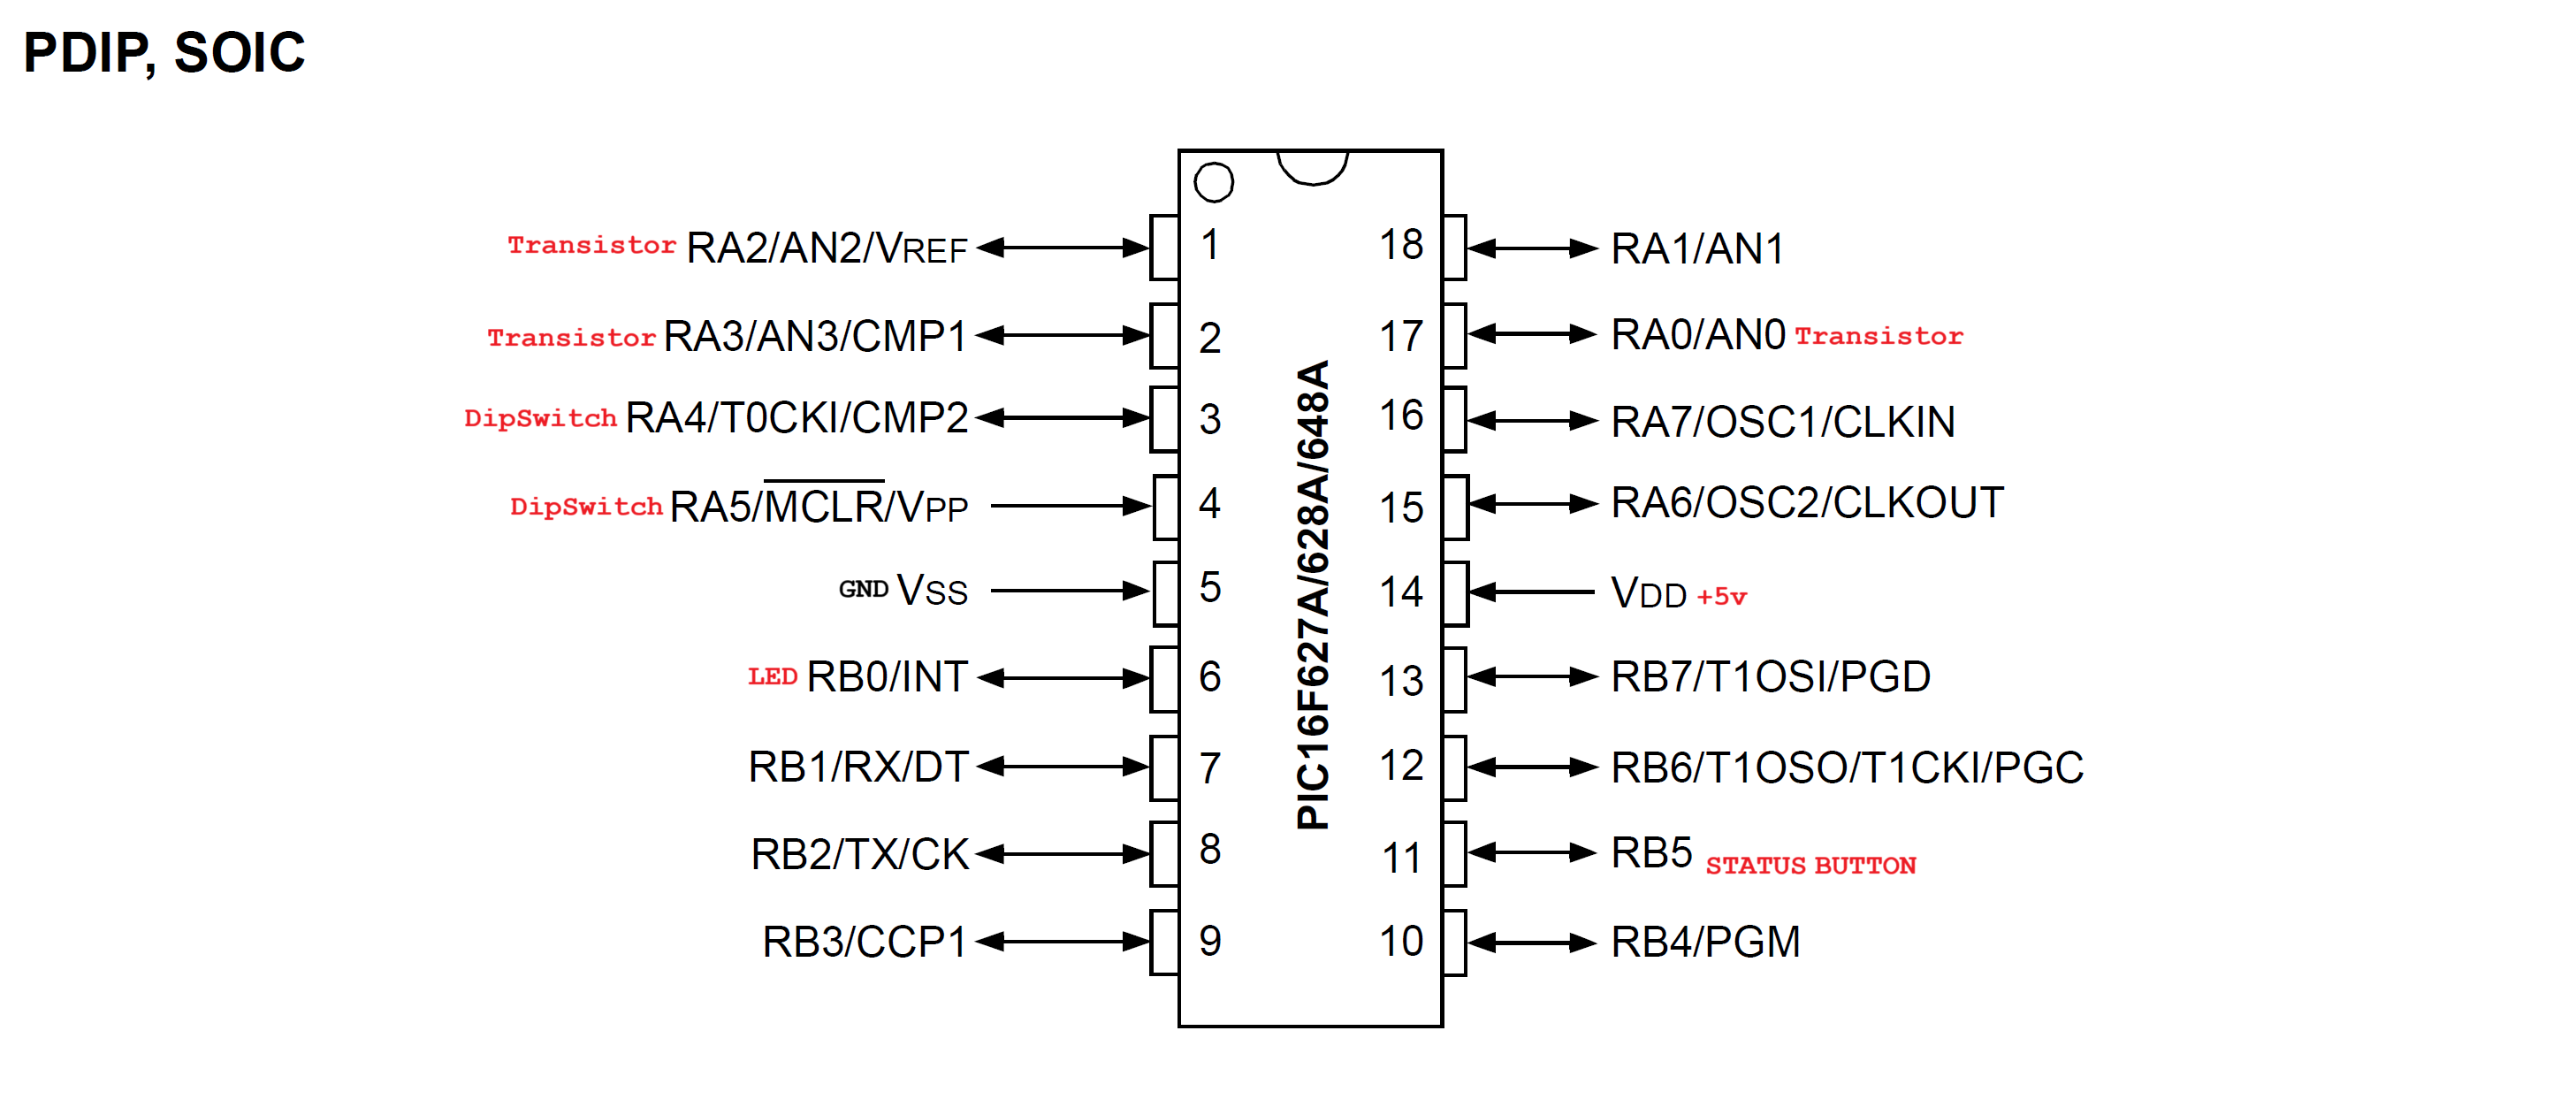 PDIP, SOIC
Transistor RA2/AN2/VREF 1 18 RA1/AN1
Transistor RA3/AN3/CMP1 2 17 RA0/AN0 Transistor
DipSwitch RA4/T0CKI/CMP2 3 16 RA7/OSC1/CLKIN
DipSwitch RA5/MCLR/VPP 4 15 RA6/OSC2/CLKOUT
GND VSS 5 14 VDD +5v
LED RB0/INT 6 13 RB7/T1OSI/PGD
RB1/RX/DT 7 12 RB6/T1OSO/T1CKI/PGC
RB2/TX/CK 8 11 RB5 STATUS BUTTON
RB3/CCP1 9 10 RB4/PGM
PIC16F627A/628A/648A